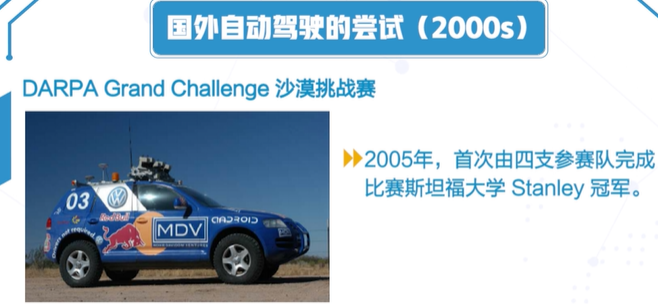 国外自动驾驶的尝试（2000s）
DARPA Grand Challenge 沙漠挑战赛
2005年，首次由四支参赛队完成
比赛斯坦福大学 Stanley 冠军。
03
Red Bull
MDV
ANDROID